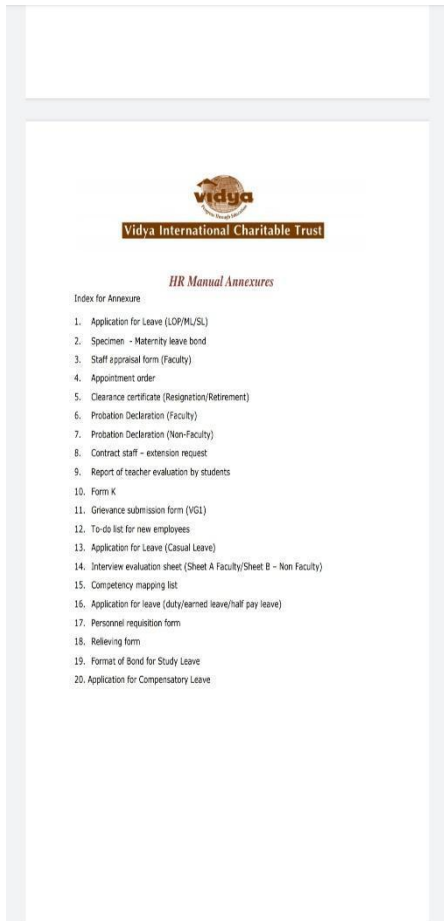 vidya
Progress through Education
Vidya International Charitable Trust
HR Manual Annexures
Index for Annexure
1. Application for Leave (LOP/ML/SL)
2. Specimen - Maternity leave bond
3. Staff appraisal form (Faculty)
4. Appointment order
5. Clearance certificate (Resignation/Retirement)
6. Probation Declaration (Faculty)
7. Probation Declaration (Non-Faculty)
8. Contract staff – extension request
9. Report of teacher evaluation by students
10. Form K
11. Grievance submission form (VG1)
12. To-do list for new employees
13. Application for Leave (Casual Leave)
14. Interview evaluation sheet (Sheet A Faculty/Sheet B – Non Faculty)
15. Competency mapping list
16. Application for leave (duty/earned leave/half pay leave)
17. Personnel requisition form
18. Relieving form
19. Format of Bond for Study Leave
20. Application for Compensatory Leave